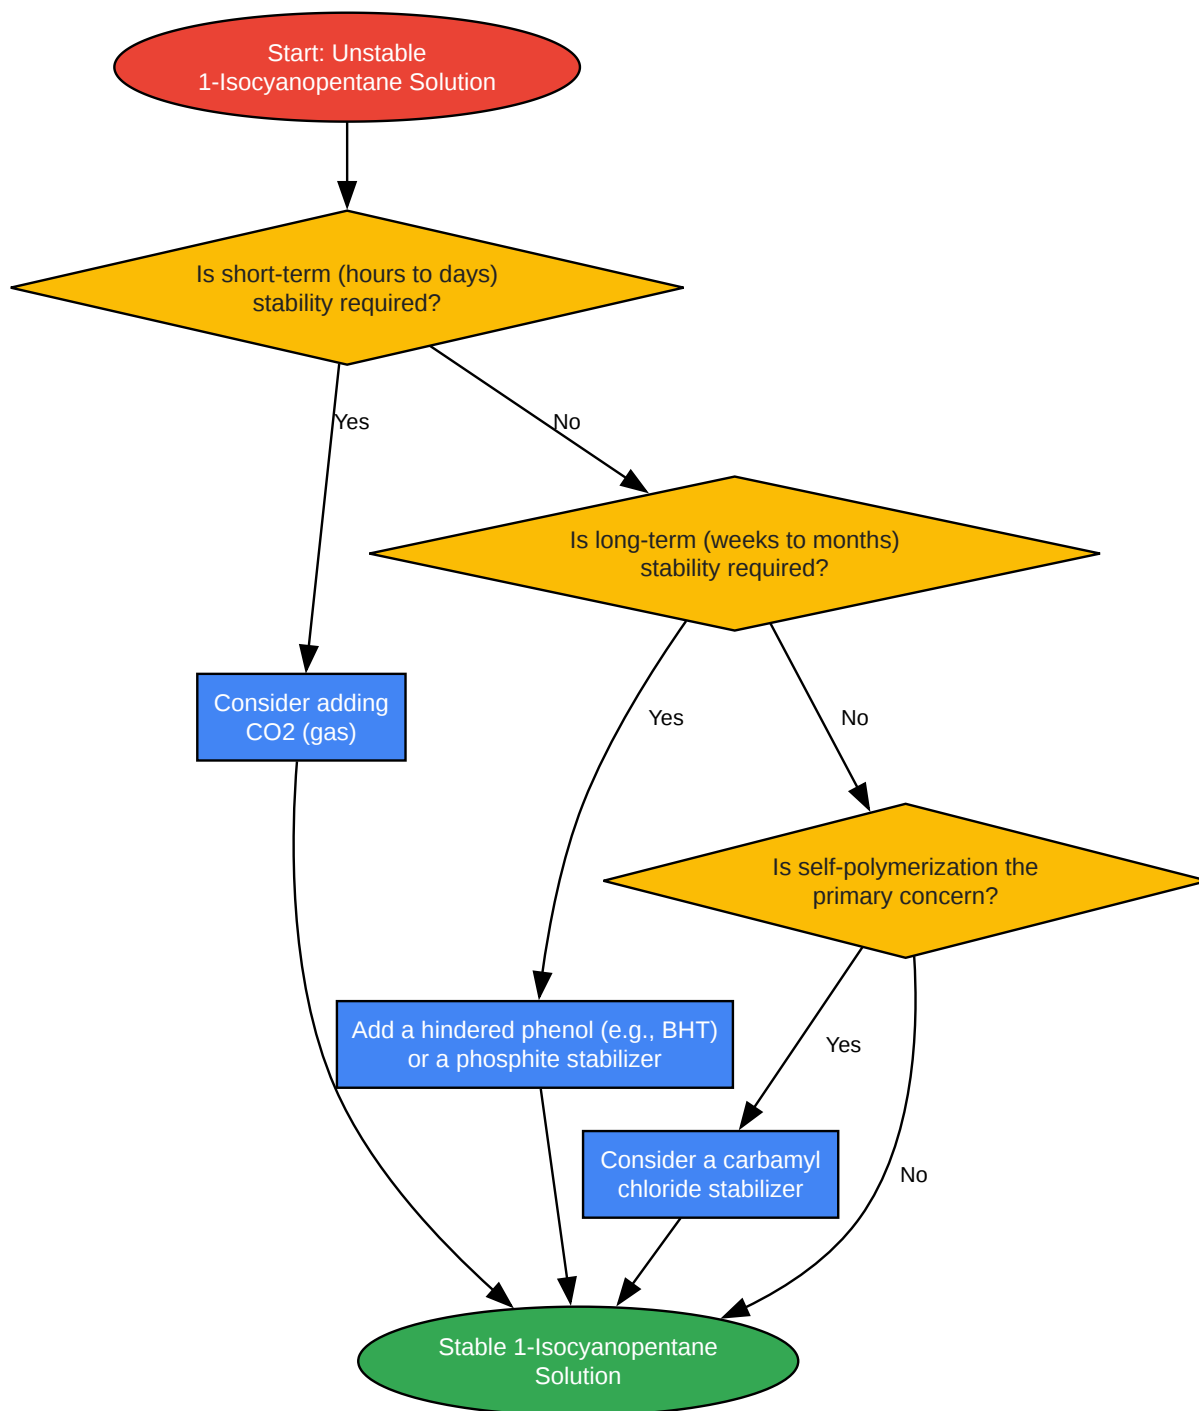 Start: Unstable
1-Isocyanopentane Solution
Is short-term (hours to days)
stability required?
Yes
No
Is long-term (weeks to months)
stability required?
Consider adding
CO2 (gas)
Yes
No
Is self-polymerization the
primary concern?
Add a hindered phenol (e.g., BHT)
or a phosphite stabilizer
Yes
Consider a carbamyl
chloride stabilizer
No
Stable 1-Isocyanopentane
Solution